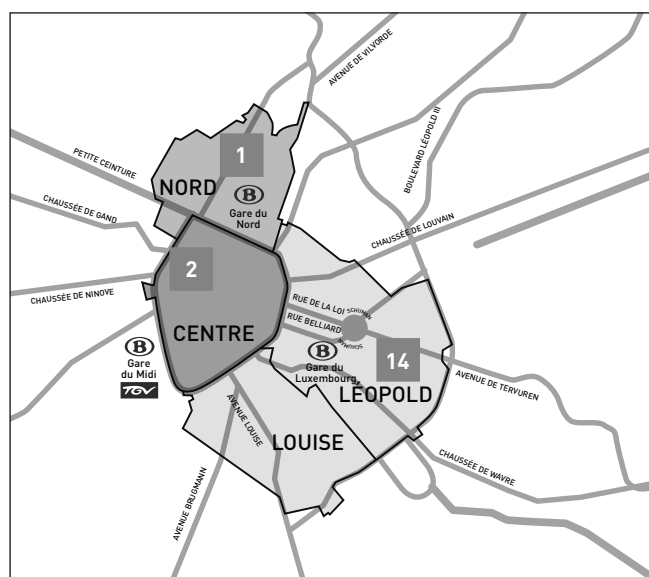 AVENUE DE VILVORDE
BOULEVARD LÉOPOLD III
PETITE CEINTURE
1
NORD
B
Gare du
Nord
CHAUSSÉE DE GAND
CHAUSSÉE DE LOUVAIN
2
CHAUSSÉE DE NINOVE
CENTRE
RUE DE LA LOI
SCHUMAN
RUE BELLIARD
SCHUMAN
B
Gare
du Midi
TGV
B
Gare du
Luxembourg
14
LÉOPOLD
AVENUE DE TERVUREN
AVENUE LOUISE
LOUISE
CHAUSSÉE DE WAVRE
AVENUE BRUGMANN